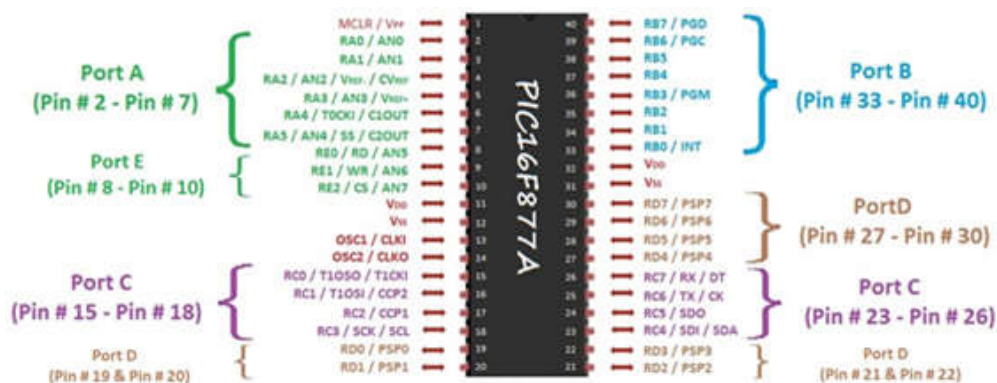 Port A
(Pin # 2 - Pin # 7)
Port E
(Pin # 8 - Pin # 10)
Port C
(Pin # 15 - Pin # 18)
Port D
(Pin # 19 & Pin # 20)
MCLR / VPP
RA0 / AN0
RA1 / AN1
RA2 / AN2 / VREF- / CVREF
RA3 / AN3 / VREF+
RA4 / T0CKI / C1OUT
RA5 / AN4 / SS / C2OUT
RE0 / RD / AN5
RE1 / WR / AN6
RE2 / CS / AN7
VDD
VSS
OSC1 / CLKI
OSC2 / CLKO
RC0 / T1OSO / T1CKI
RC1 / T1OSI / CCP2
RC2 / CCP1
RC3 / SCK / SCL
RD0 / PSP0
RD1 / PSP1
1
2
3
4
5
6
7
8
9
10
11
12
13
14
15
16
17
18
19
20
PIC16F877A
40
39
38
37
36
35
34
33
32
31
30
29
28
27
26
25
24
23
22
21
RB7 / PGD
RB6 / PGC
RB5
RB4
RB3 / PGM
RB2
RB1
RB0 / INT
VDD
VSS
RD7 / PSP7
RD6 / PSP6
RD5 / PSP5
RD4 / PSP4
RC7 / RX / DT
RC6 / TX / CK
RC5 / SDO
RC4 / SDI / SDA
RD3 / PSP3
RD2 / PSP2
Port B
(Pin # 33 - Pin # 40)
PortD
(Pin # 27 - Pin # 30)
Port C
(Pin # 23 - Pin # 26)
Port D
(Pin # 21 & Pin # 22)